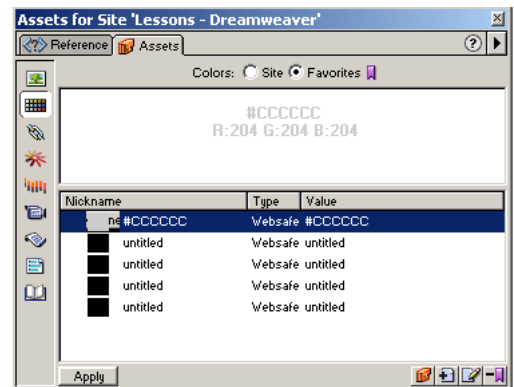 Assets for Site 'Lessons - Dreamweaver'
Reference Assets
Colors: Site Favorites
#CCCCCC
R:204 G:204 B:204
Nickname Type Value
ne #CCCCCC Websafe #CCCCCC
untitled Websafe untitled
untitled Websafe untitled
untitled Websafe untitled
untitled Websafe untitled
Apply